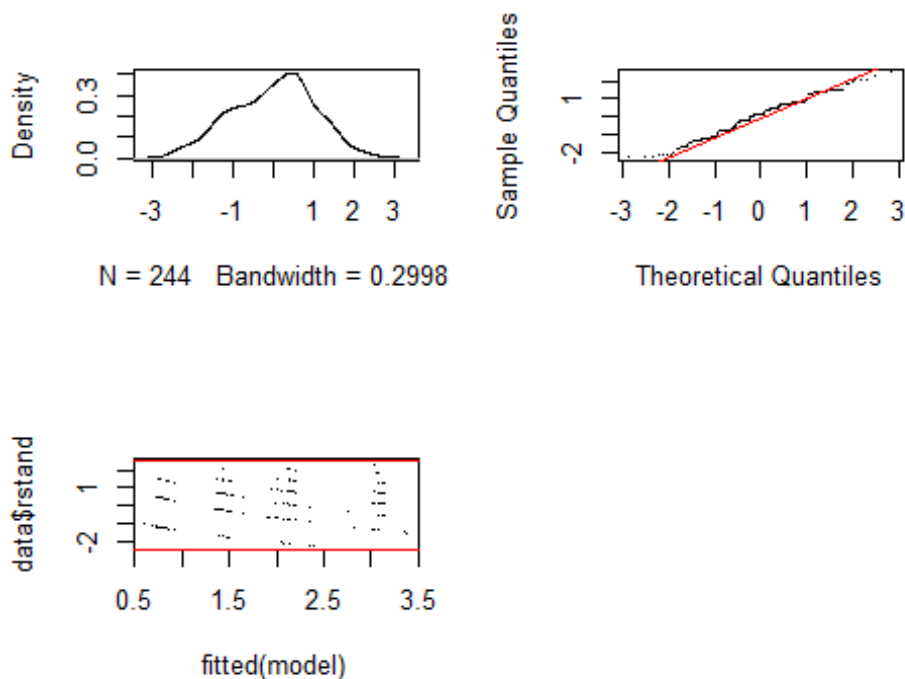 Density
0.0 0.3
-3 -1 1 2 3
N = 244 Bandwidth = 0.2998
Sample Quantiles
-2 1
-3 -2 -1 0 1 2 3
Theoretical Quantiles
data$rstand
-2 1
0.5 1.5 2.5 3.5
fitted(model)